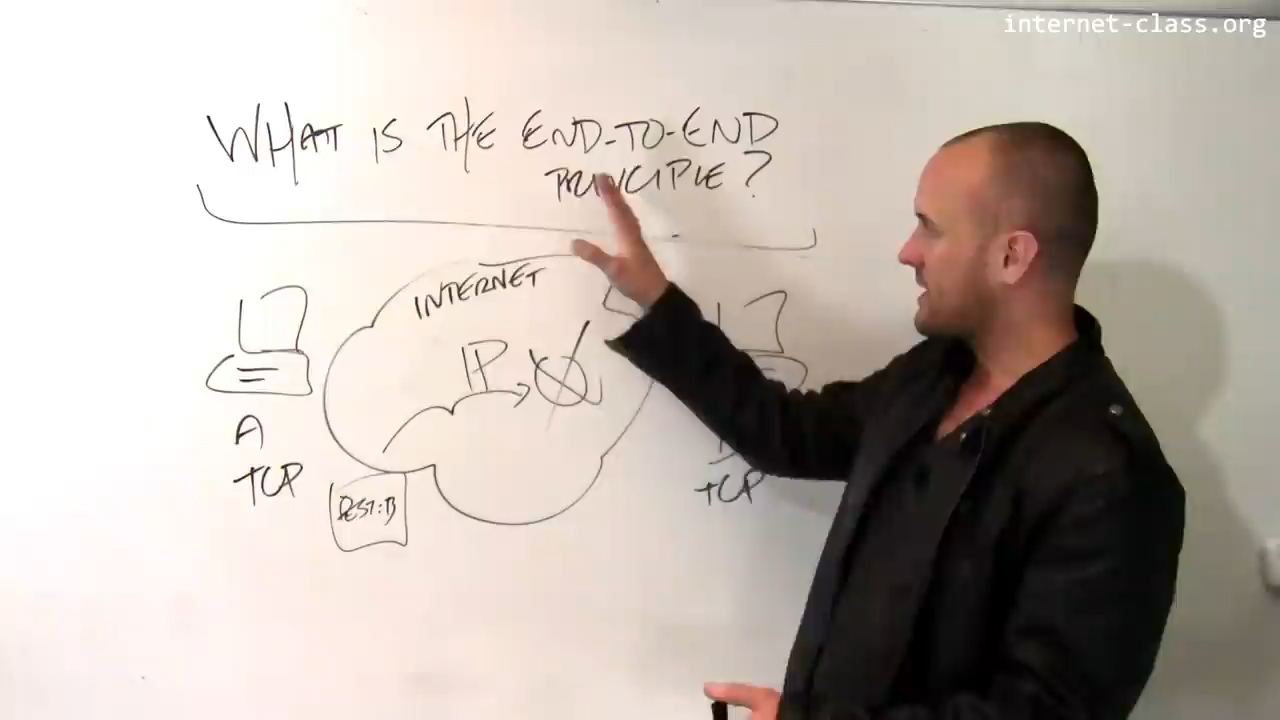 internet-class.org
WHAT IS THE END-TO-END
PRINCIPLE?
INTERNET
IP
A
TCP
TCP
DEST:B